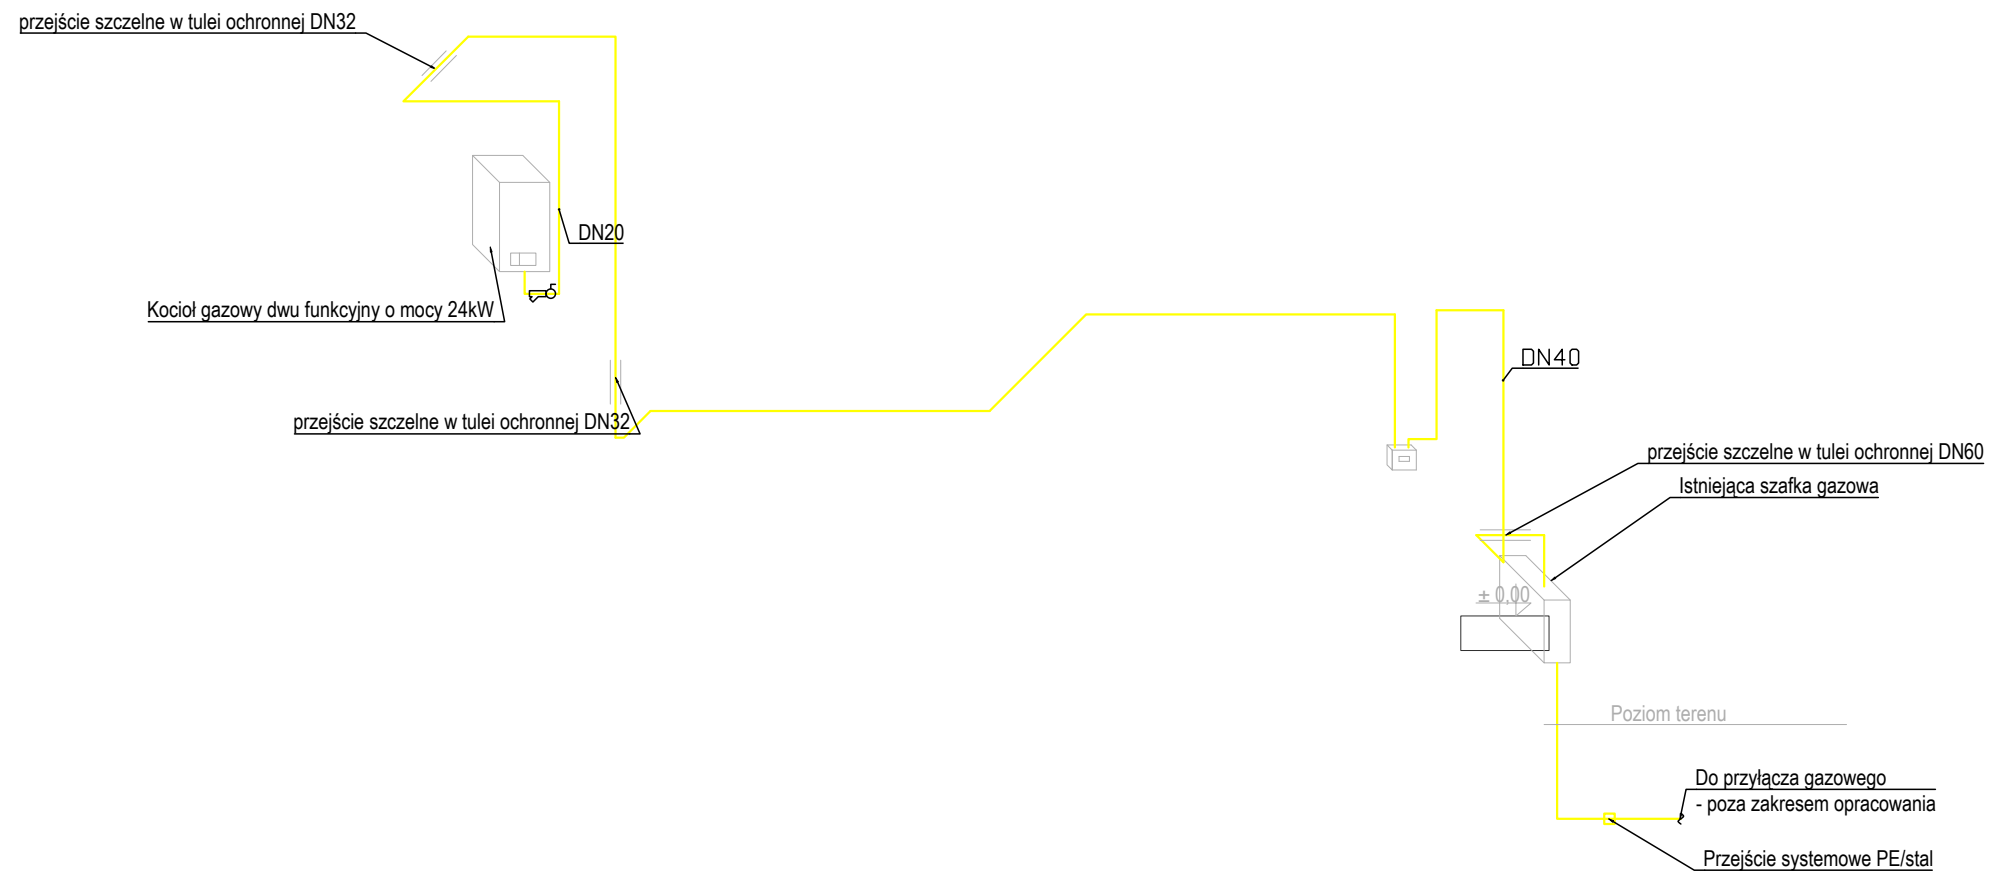 przejście szczelne w tulei ochronnej DN32
DN20
Kocioł gazowy dwu funkcyjny o mocy 24kW
DN40
przejście szczelne w tulei ochronnej DN32
przejście szczelne w tulei ochronnej DN60
Istniejąca szafka gazowa
± 0,00
Poziom terenu
Do przyłącza gazowego
- poza zakresem opracowania
Przejście systemowe PE/stal